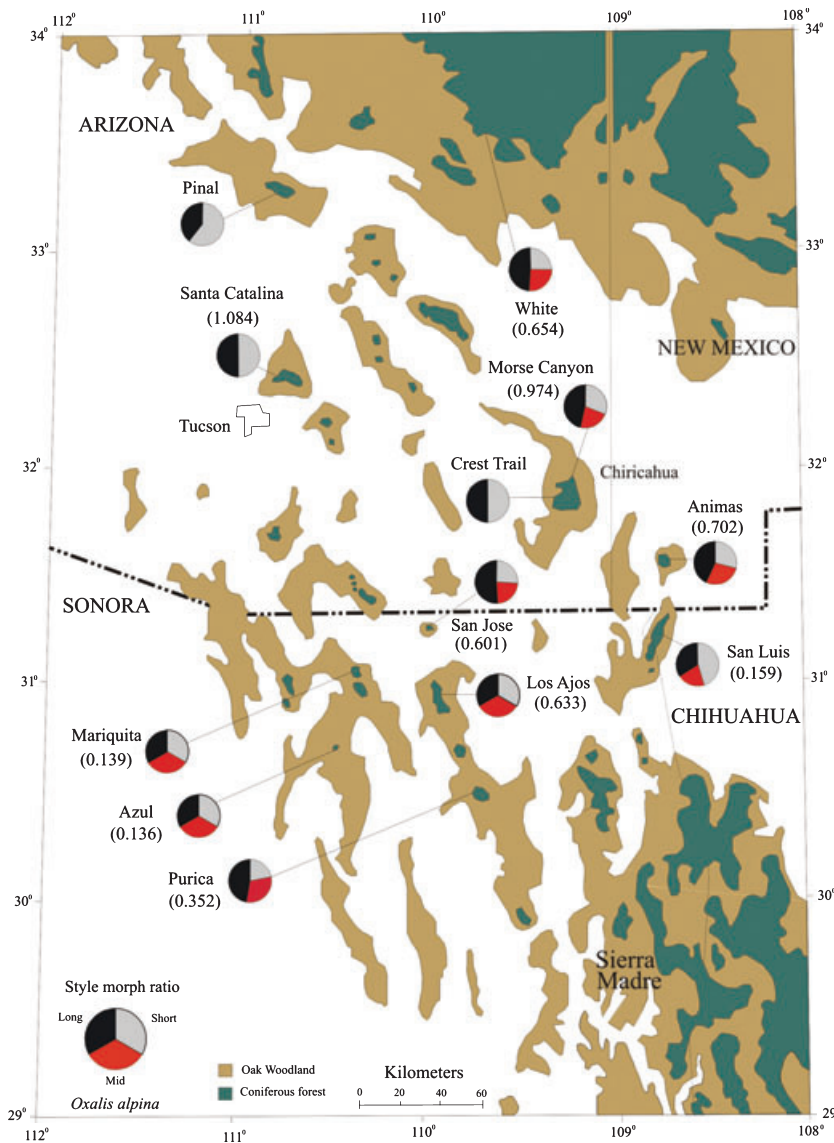 112° 111° 110° 109° 108°
34° 34°
ARIZONA
Pinal
33° 33°
Santa Catalina
(1.084)
White
(0.654)
NEW MEXICO
Morse Canyon
(0.974)
Tucson
32° 32°
Crest Trail
Chiricahua
Animas
(0.702)
SONORA
San Jose
(0.601)
San Luis
(0.159)
31° 31°
Los Ajos
(0.633)
CHIHUAHUA
Mariquita
(0.139)
Azul
(0.136)
Purica
(0.352)
30° 30°
Sierra
Madre
Style morph ratio
Long Short
Mid
Oxalis alpina
Oak Woodland
Coniferous forest
Kilometers
0 20 40 60
29° 29°
112° 111° 110° 109° 108°